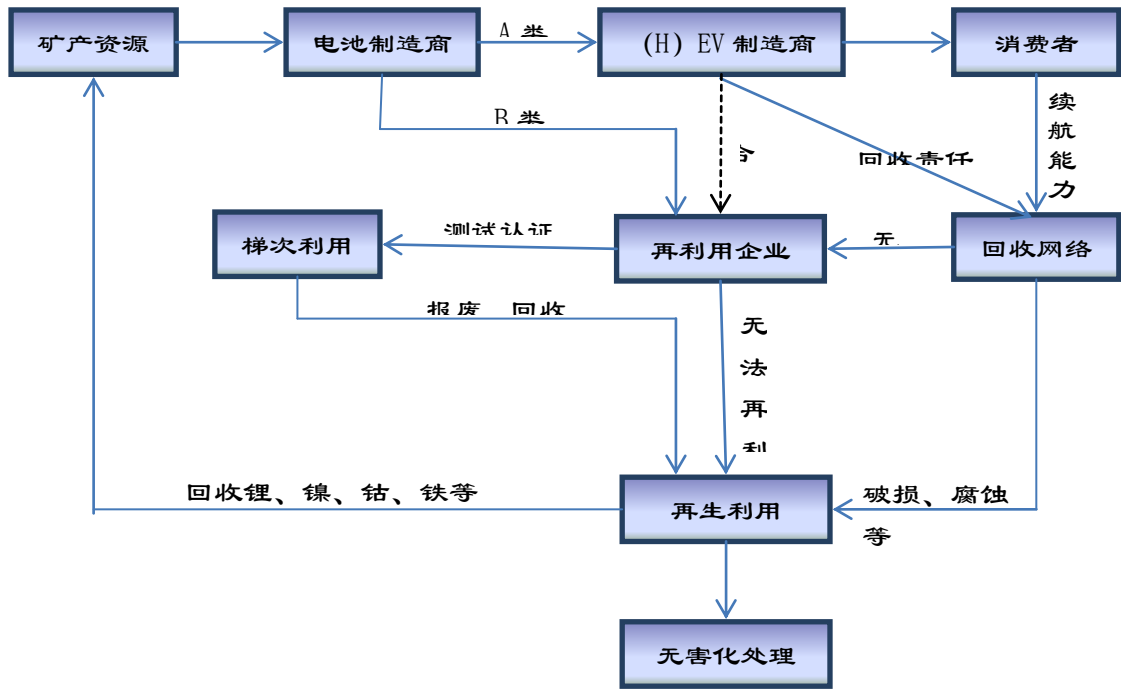 矿产资源
电池制造商
A 类
(H) EV 制造商
消费者
B 类
续航能力
回收责任
梯次利用
测试认证
再利用企业
无
回收网络
报废、回收
无法再利
回收锂、镍、钴、铁等
再生利用
破损、腐蚀
等
无害化处理